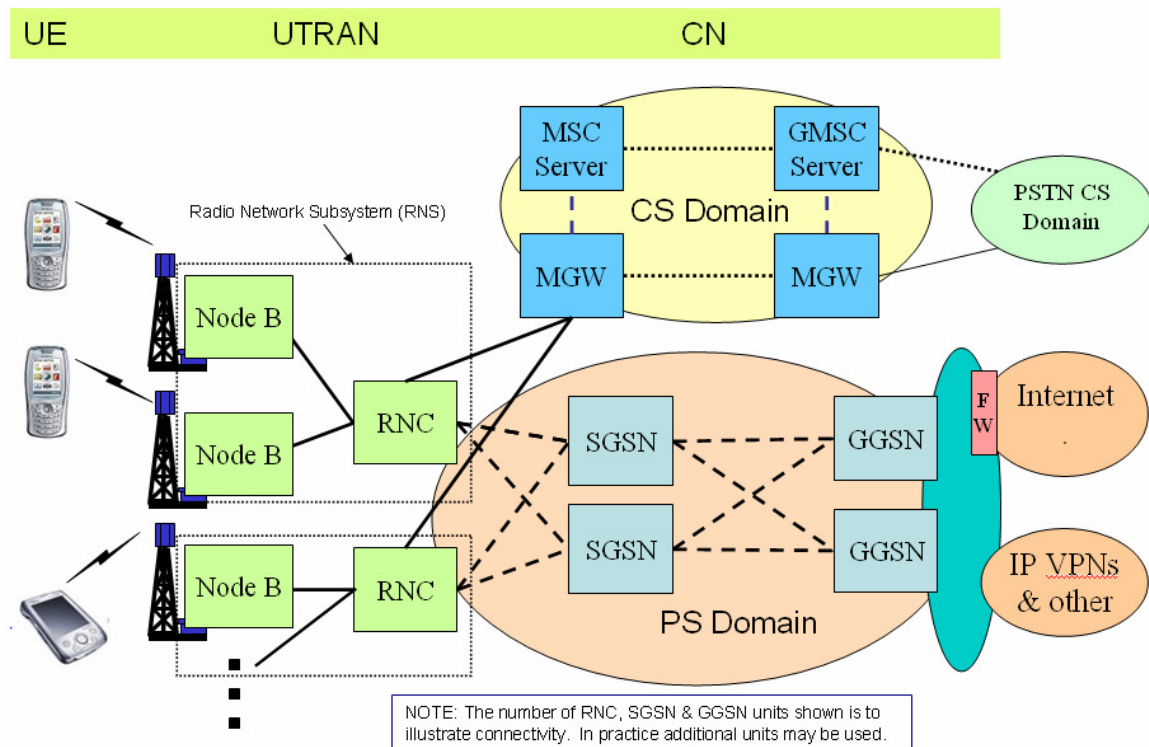 UE
UTRAN
CN
MSC
Server
GMSC
Server
CS Domain
PSTN CS
Domain
MGW
MGW
Radio Network Subsystem (RNS)
Node B
Node B
RNC
SGSN
GGSN
F
W
Internet
.
Node B
RNC
SGSN
GGSN
IP VPNs
& other
PS Domain
NOTE: The number of RNC, SGSN & GGSN units shown is to
illustrate connectivity. In practice additional units may be used.